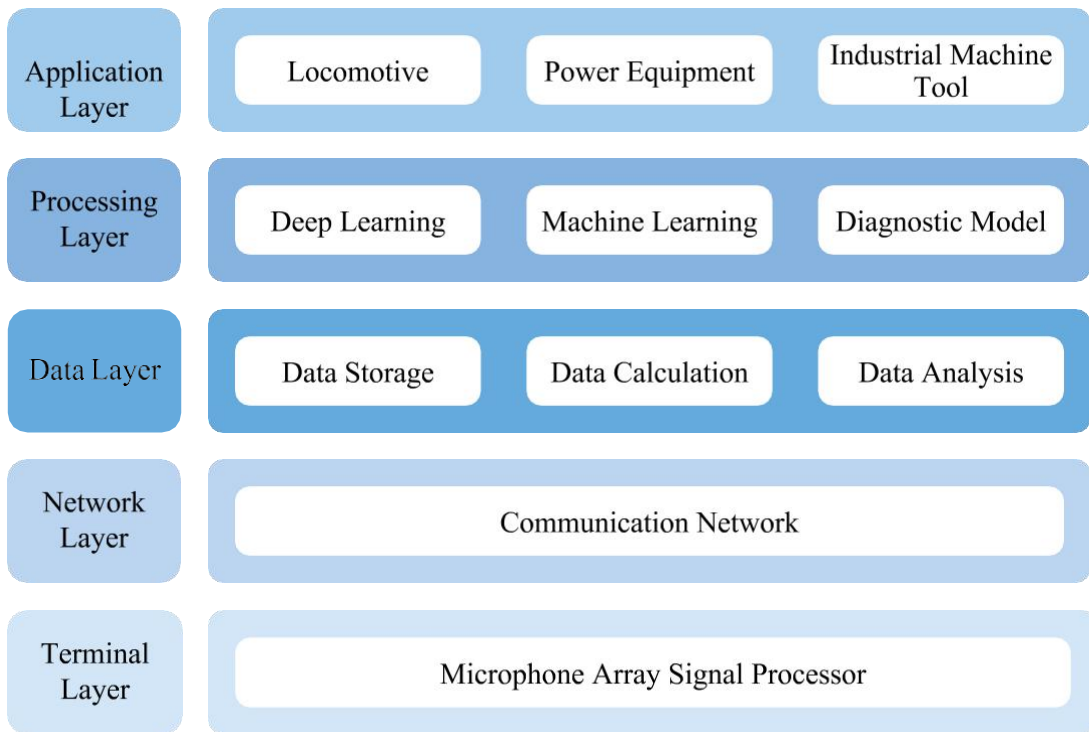 Application
Layer
Locomotive
Power Equipment
Industrial Machine
Tool
Processing
Layer
Deep Learning
Machine Learning
Diagnostic Model
Data Layer
Data Storage
Data Calculation
Data Analysis
Network
Layer
Communication Network
Terminal
Layer
Microphone Array Signal Processor